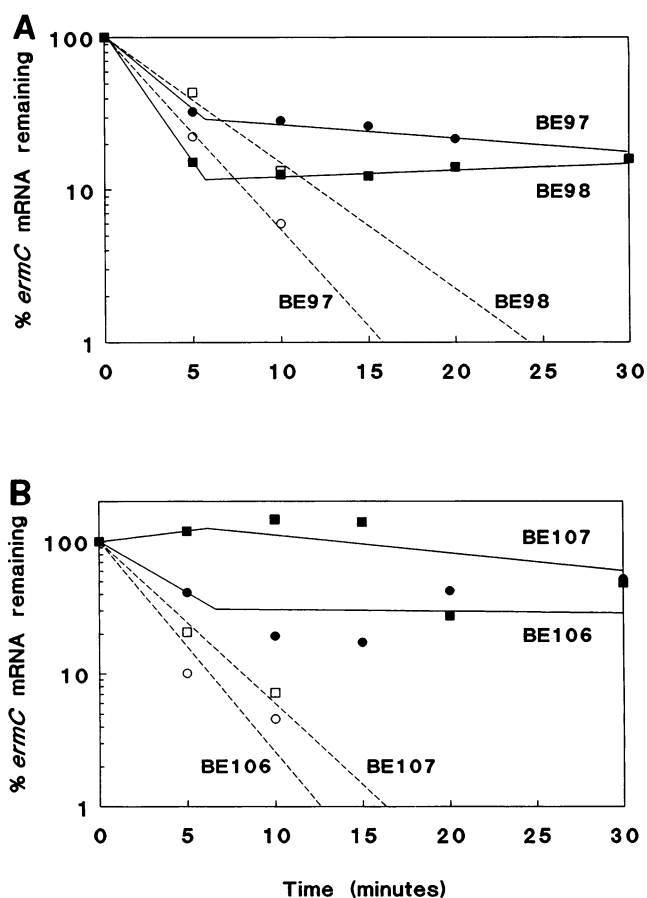 A
% ermC mRNA remaining
100
10
1
BE97
BE98
BE97
BE98
0 5 10 15 20 25 30
B
% ermC mRNA remaining
100
10
1
BE107
BE106
BE106
BE107
0 5 10 15 20 25 30
Time (minutes)